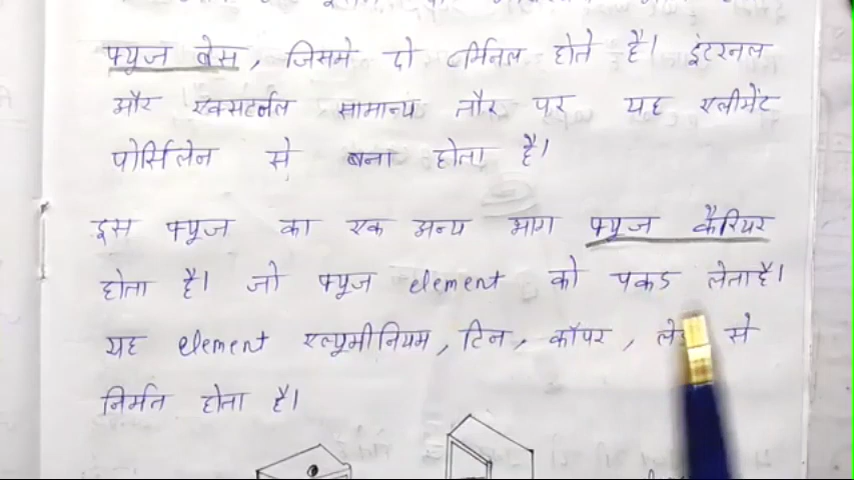 फ्यूज बेस, जिसमे दो टर्मिनल होते है। इंटरनल
और एक्सटर्नल सामान्य तौर पर यह एलीमेंट
पोर्सिलेन से बना होता है।
इस फ्यूज का एक अन्य भाग फ्यूज कैरियर
होता है। जो फ्यूज element को पकड लेता है।
यह element एल्यूमीनियम, टिन, कॉपर, लेड से
निर्मित होता है।